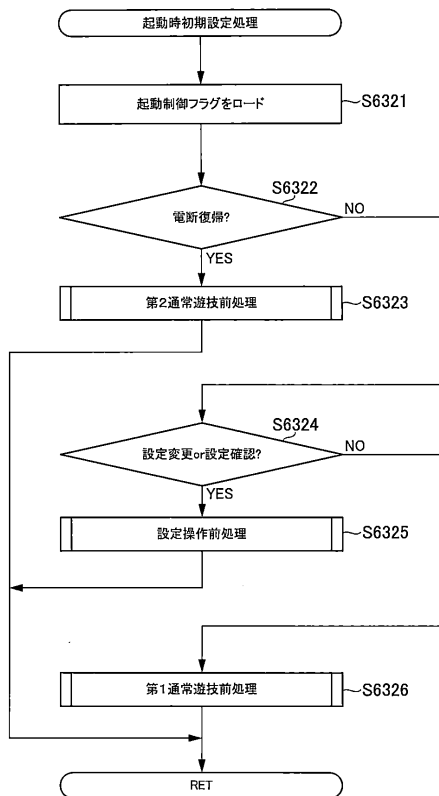 起動時初期設定処理
起動制御フラグをロード
S6321
S6322
電断復帰?
NO
YES
第2通常遊技前処理
S6323
S6324
設定変更or設定確認?
NO
YES
設定操作前処理
S6325
第1通常遊技前処理
S6326
RET